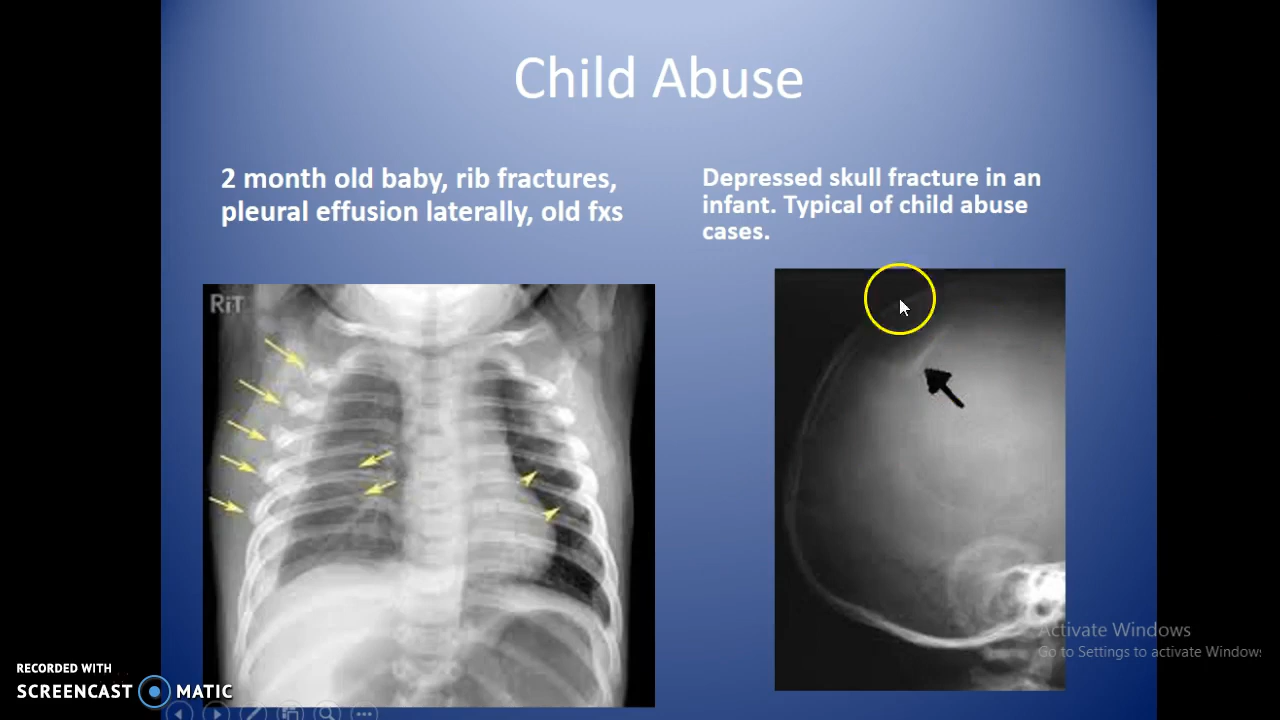 Child Abuse
2 month old baby, rib fractures,
pleural effusion laterally, old fxs
Depressed skull fracture in an
infant. Typical of child abuse
cases.
RiT
Activate Windows
Go to Settings to activate Windows
RECORDED WITH
SCREENCAST MATIC